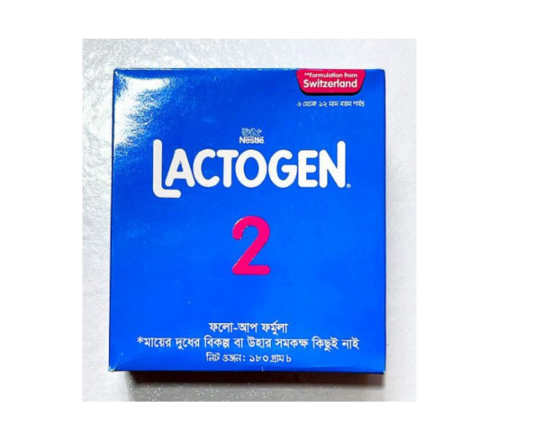 **Formulation from
Switzerland
৬ থেকে ১২ মাস বয়স পর্যন্ত
Nestlé
LACTOGEN®
2
ফলো-আপ ফর্মুলা
*মায়ের দুধের বিকল্প বা উহার সমকক্ষ কিছুই নাই
নিট ওজন: ১৮০ গ্রাম ৮